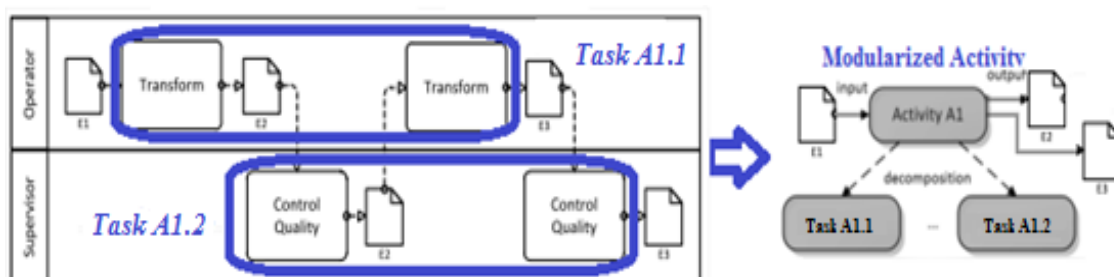 Operator
E1
Transform
E2
Transform
E3
Task A1.1
Supervisor
Task A1.2
Control
Quality
E2
Control
Quality
E3
Modularized Activity
input
output
E1
Activity A1
E2
E3
decomposition
Task A1.1
...
Task A1.2